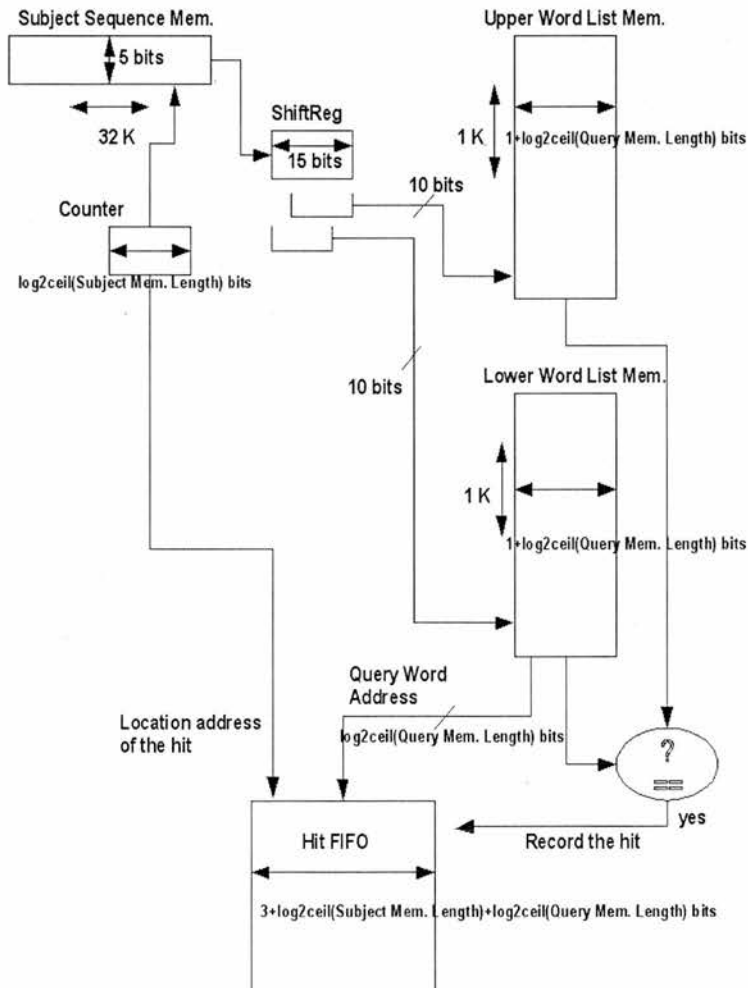 Subject Sequence Mem.
5 bits
32 K
ShiftReg
15 bits
Upper Word List Mem.
1 K
1+log2ceil(Query Mem. Length) bits
10 bits
Counter
log2ceil(Subject Mem. Length) bits
10 bits
Lower Word List Mem.
1 K
1+log2ceil(Query Mem. Length) bits
Query Word
Address
log2ceil(Query Mem. Length) bits
Location address
of the hit
?
==
yes
Record the hit
Hit FIFO
3+log2ceil(Subject Mem. Length)+log2ceil(Query Mem. Length) bits